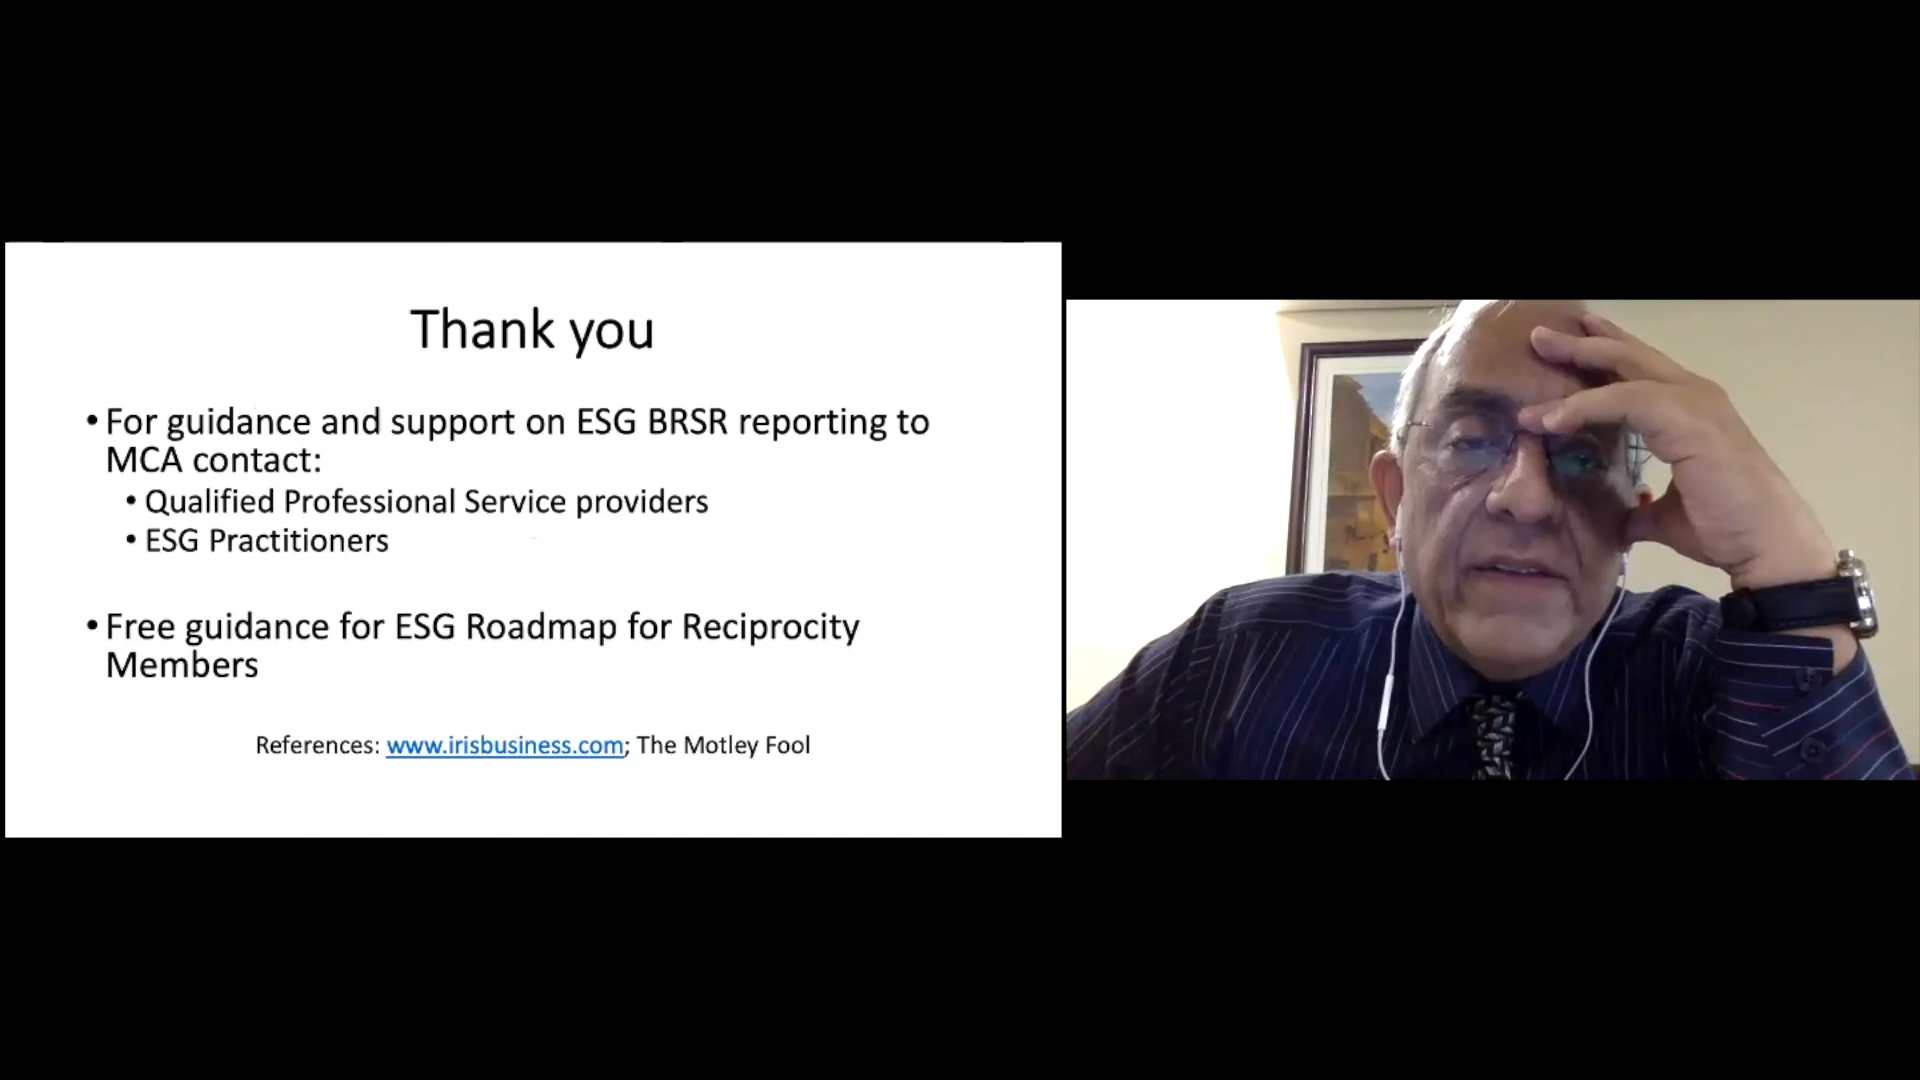 Thank you
• For guidance and support on ESG BRSR reporting to
MCA contact:
• Qualified Professional Service providers
• ESG Practitioners
• Free guidance for ESG Roadmap for Reciprocity
Members
References: www.irisbusiness.com; The Motley Fool